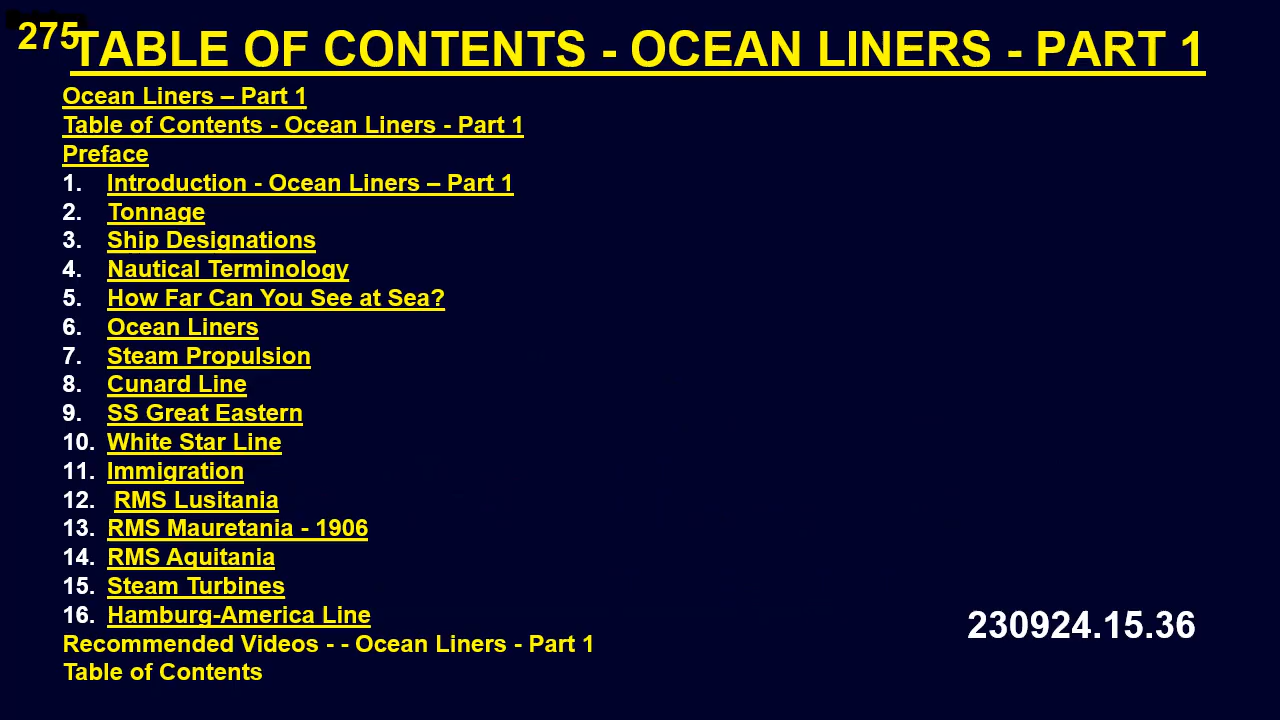 275
TABLE OF CONTENTS - OCEAN LINERS - PART 1
Ocean Liners – Part 1
Table of Contents - Ocean Liners - Part 1
Preface
1. Introduction - Ocean Liners – Part 1
2. Tonnage
3. Ship Designations
4. Nautical Terminology
5. How Far Can You See at Sea?
6. Ocean Liners
7. Steam Propulsion
8. Cunard Line
9. SS Great Eastern
10. White Star Line
11. Immigration
12. RMS Lusitania
13. RMS Mauretania - 1906
14. RMS Aquitania
15. Steam Turbines
16. Hamburg-America Line
Recommended Videos - - Ocean Liners - Part 1
Table of Contents
230924.15.36